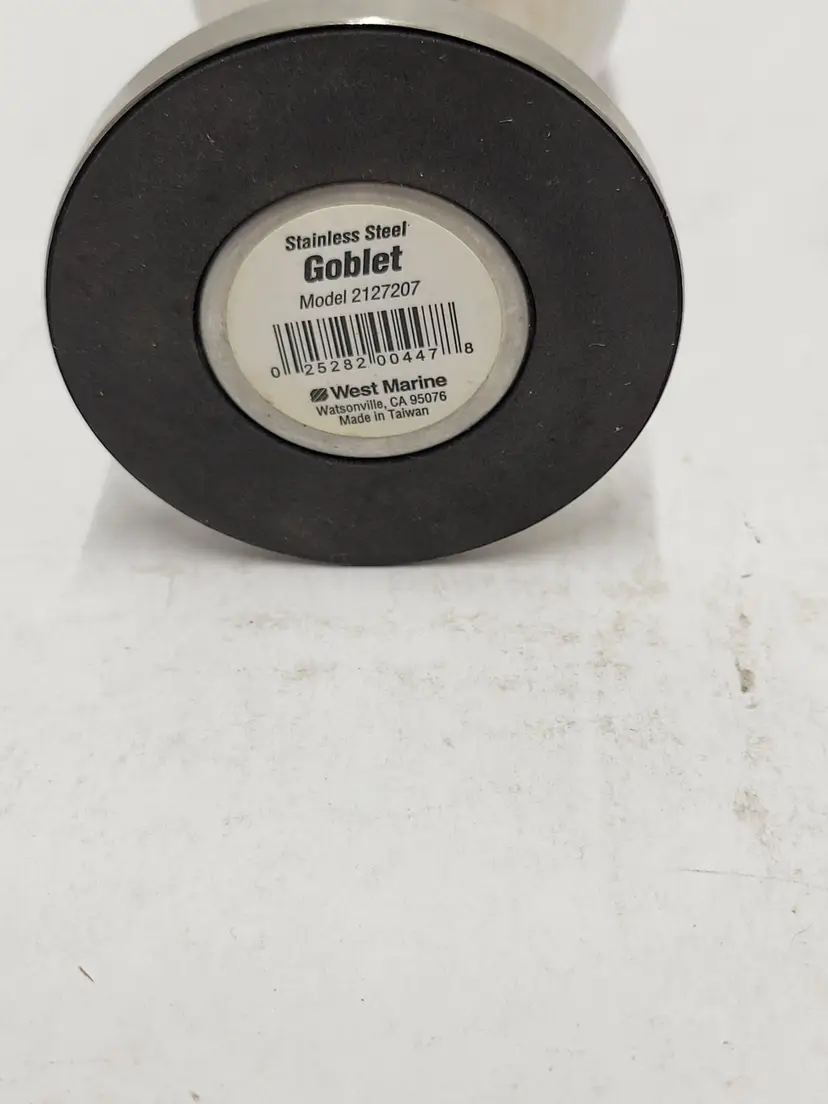 Stainless Steel
Goblet
Model 2127207
0 25282 00447 8
West Marine
Watsonville, CA 95076
Made in Taiwan